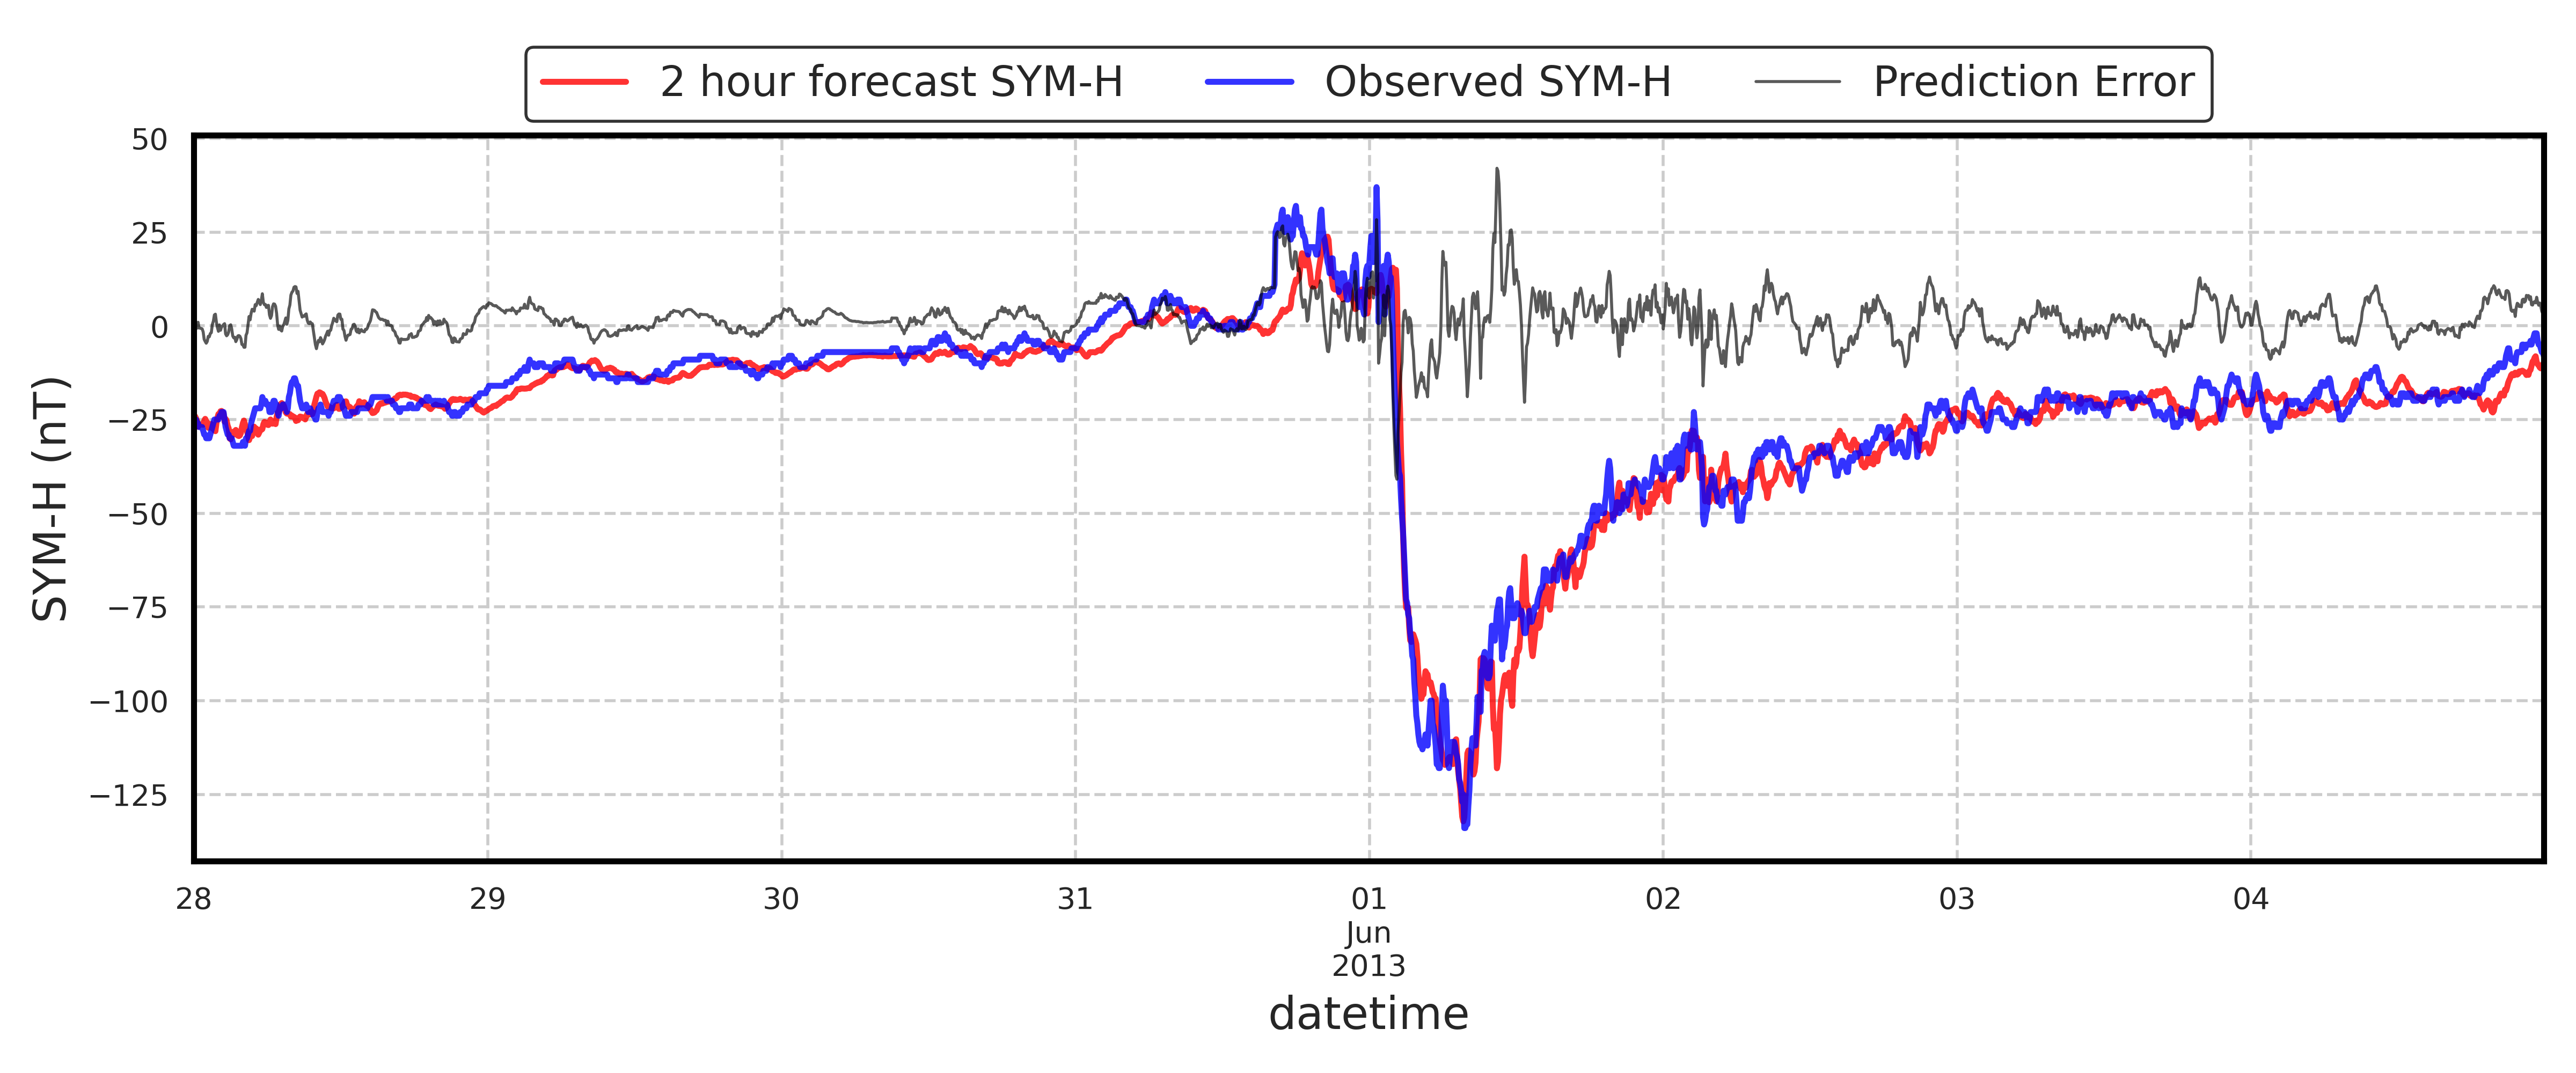 2 hour forecast SYM-H Observed SYM-H Prediction Error
50
25
0
−25
−50
−75
−100
−125
SYM-H (nT)
28 29 30 31 01 02 03 04
Jun
2013
datetime